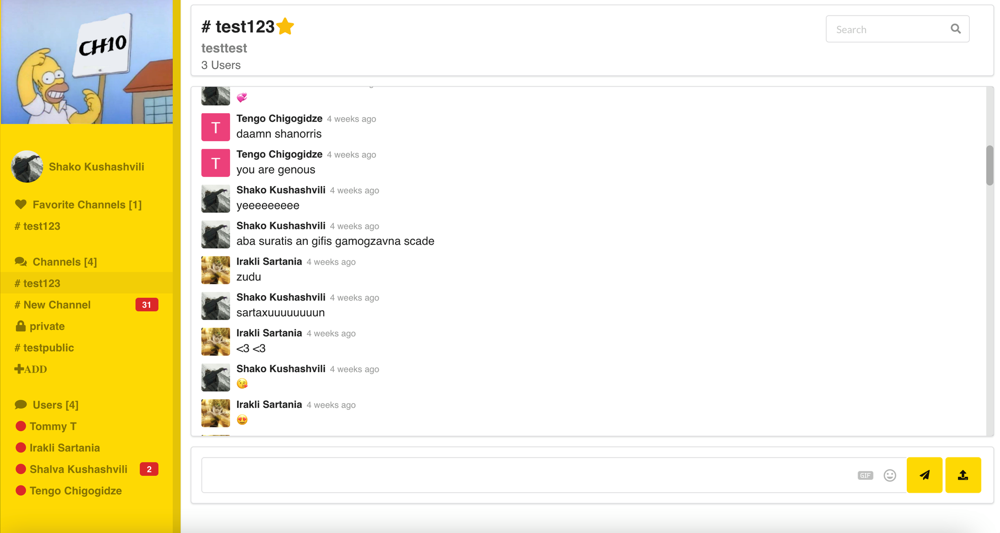 CH10
Shako Kushashvili
Favorite Channels [1]
# test123
Channels [4]
# test123
# New Channel 31
private
# testpublic
ADD
Users [4]
Tommy T
Irakli Sartania
Shalva Kushashvili 2
Tengo Chigogidze
# test123
testtest
3 Users
Search
Tengo Chigogidze 4 weeks ago
daamn shanorris
Tengo Chigogidze 4 weeks ago
you are genous
Shako Kushashvili 4 weeks ago
yeeeeeeeee
Shako Kushashvili 4 weeks ago
aba suratis an gifis gamogzavna scade
Irakli Sartania 4 weeks ago
zudu
Shako Kushashvili 4 weeks ago
sartaxuuuuuuuun
Irakli Sartania 4 weeks ago
<3 <3
Shako Kushashvili 4 weeks ago
Irakli Sartania 4 weeks ago
GIF